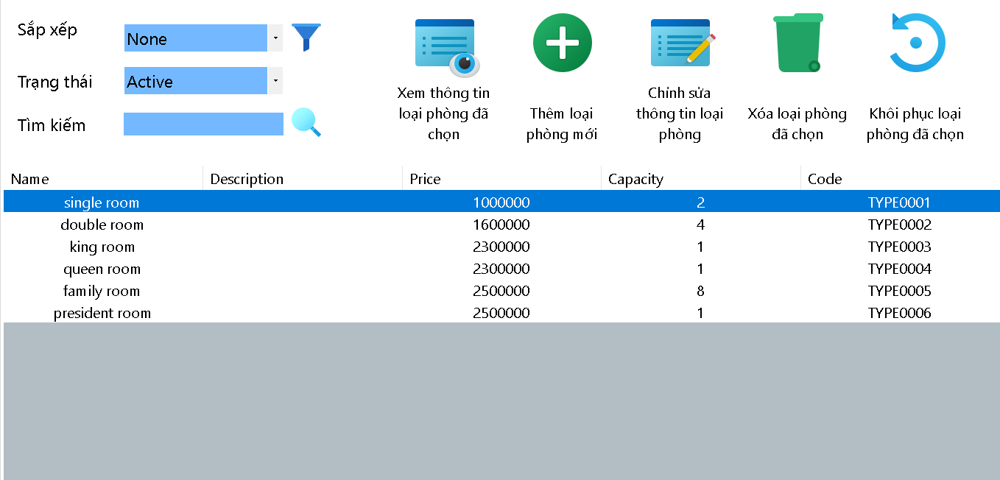 Sắp xếp
None
Trạng thái
Active
Tìm kiếm
Xem thông tin
loại phòng đã
chọn
Thêm loại
phòng mới
Chỉnh sửa
thông tin loại
phòng
Xóa loại phòng
đã chọn
Khôi phục loại
phòng đã chọn
Name Description Price Capacity Code
single room 1000000 2 TYPE0001
double room 1600000 4 TYPE0002
king room 2300000 1 TYPE0003
queen room 2300000 1 TYPE0004
family room 2500000 8 TYPE0005
president room 2500000 1 TYPE0006